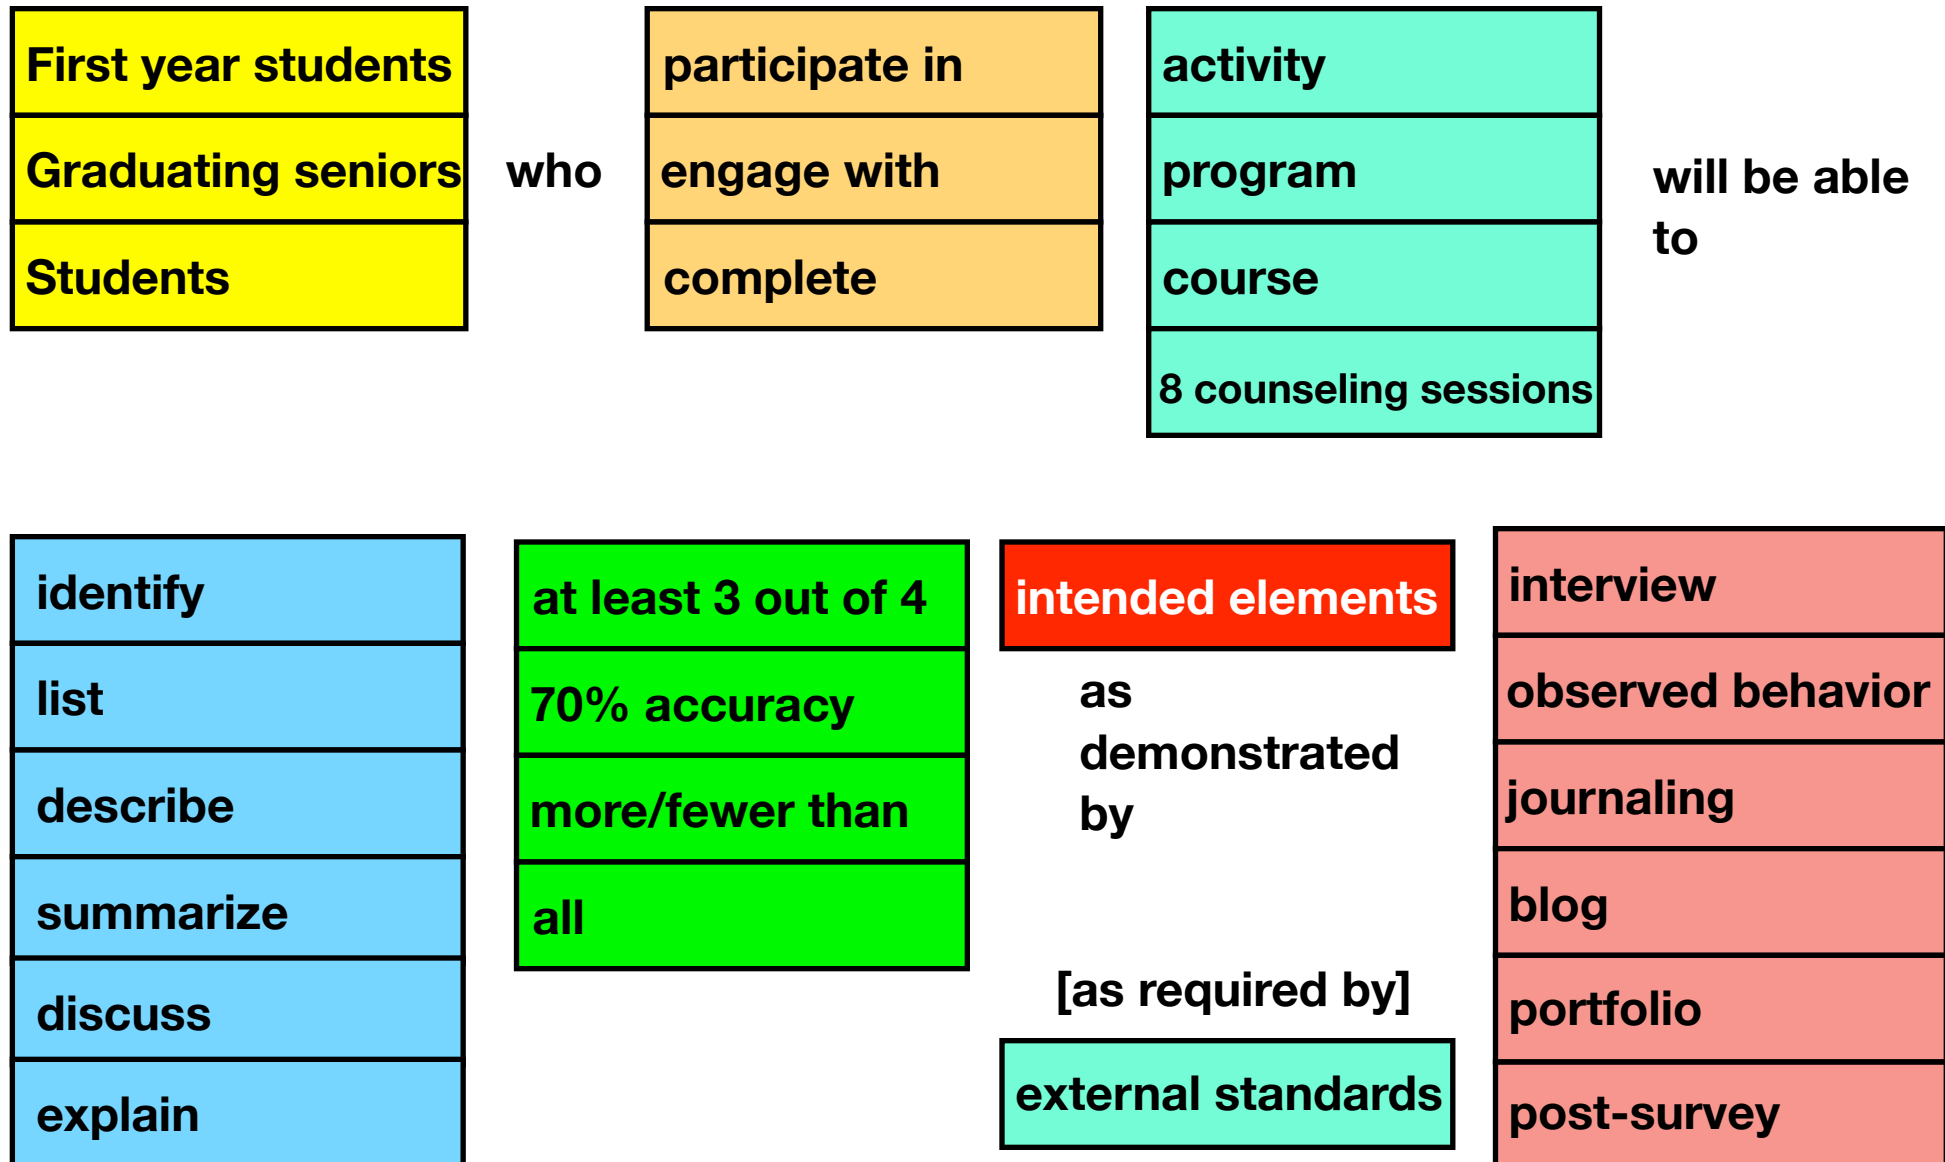 First year students
Graduating seniors
Students
who
participate in
engage with
complete
activity
program
course
8 counseling sessions
will be able
to
identify
list
describe
summarize
discuss
explain
at least 3 out of 4
70% accuracy
more/fewer than
all
intended elements
as
demonstrated
by
[as required by]
external standards
interview
observed behavior
journaling
blog
portfolio
post-survey